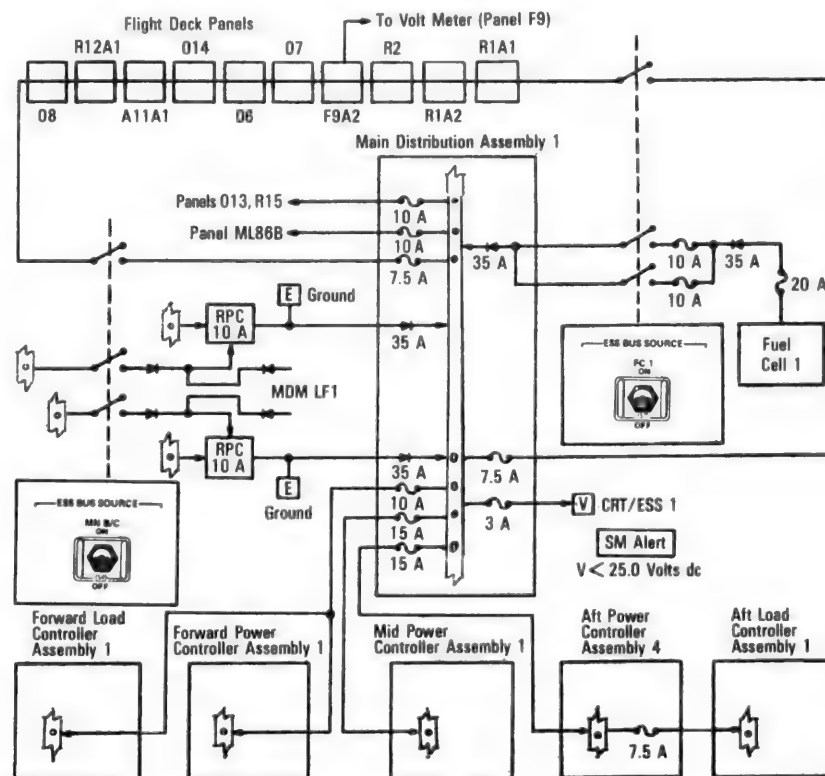 Flight Deck Panels
To Volt Meter (Panel F9)
R12A1
014
07
R2
R1A1
08
A11A1
06
F9A2
R1A2
Main Distribution Assembly 1
Panels 013, R15
10 A
Panel ML86B
10 A
7.5 A
35 A
10 A
35 A
10 A
20 A
RPC
10 A
E
Ground
35 A
ESS BUS SOURCE
FC 1
ON
OFF
Fuel
Cell 1
MDM LF1
RPC
10 A
E
Ground
35 A
7.5 A
10 A
3 A
V
CRT/ESS 1
15 A
15 A
SM Alert
V < 25.0 Volts dc
ESS BUS SOURCE
MN B/C
ON
OFF
Forward Load
Controller
Assembly 1
Forward Power
Controller Assembly 1
Mid Power
Controller Assembly 1
Aft Power
Controller
Assembly 4
Aft Load
Controller
Assembly 1
7.5 A